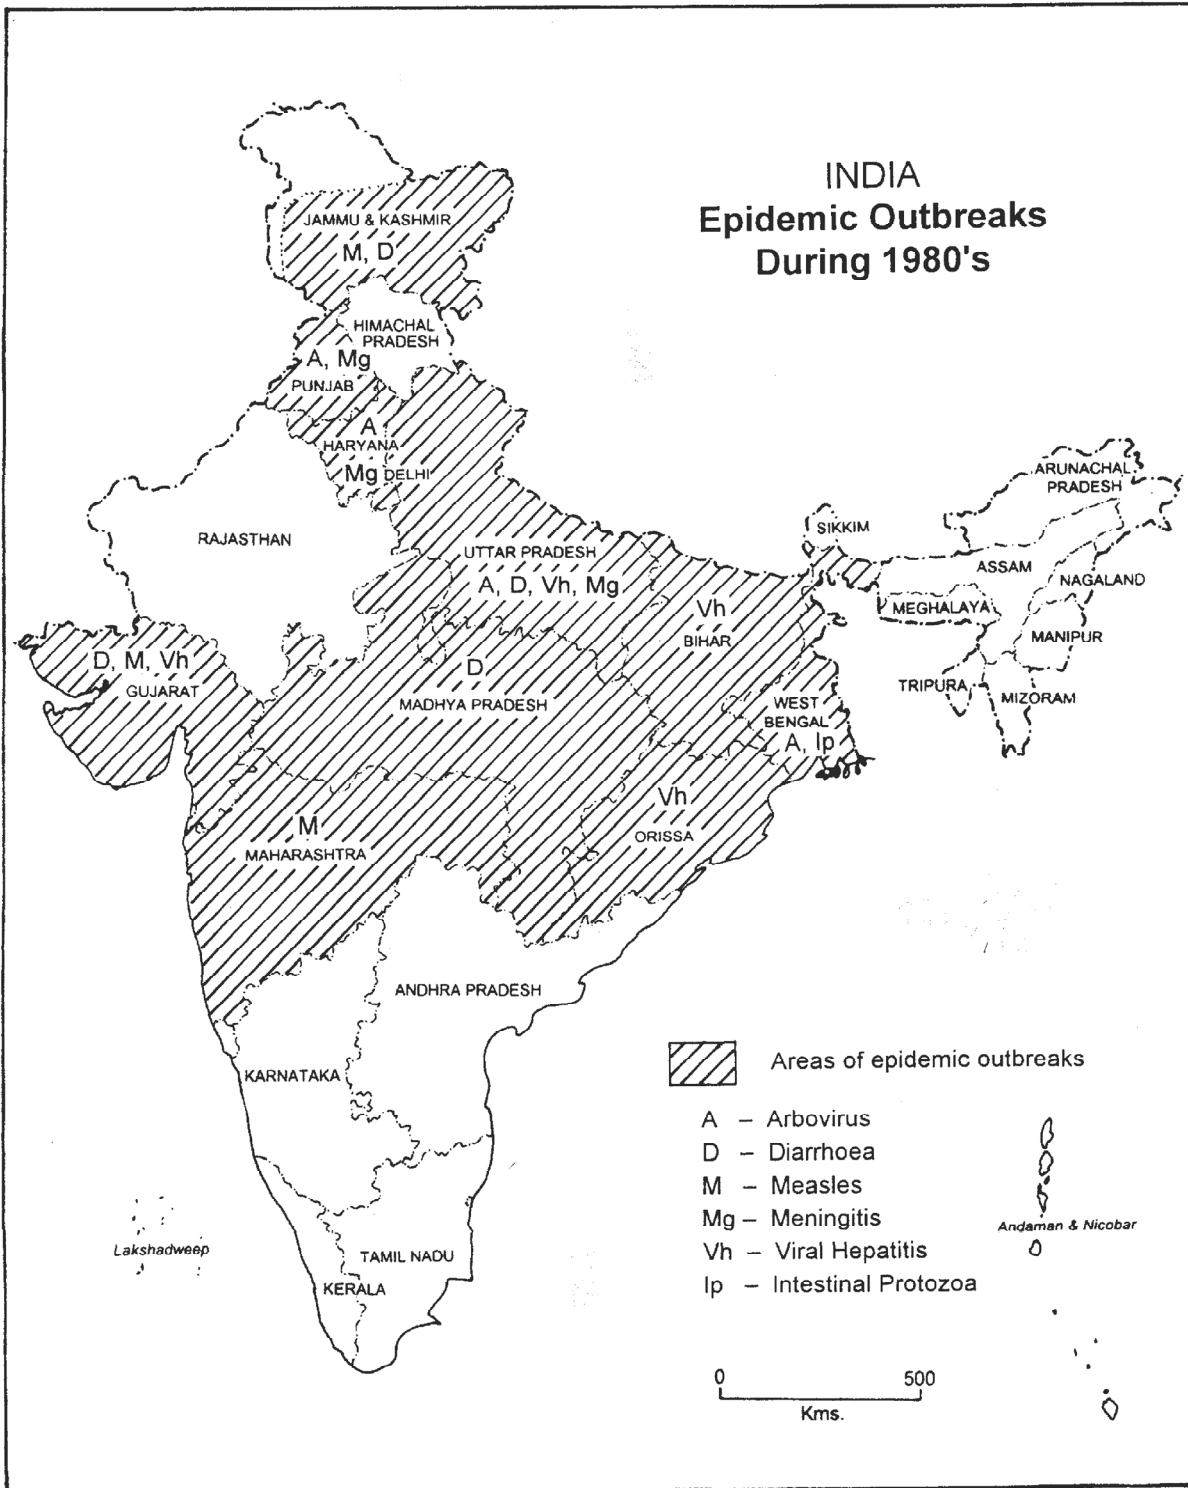 INDIA
Epidemic Outbreaks
During 1980's
JAMMU & KASHMIR
M, D
HIMACHAL
PRADESH
A, Mg
PUNJAB
A
HARYANA
Mg DELHI
RAJASTHAN
UTTAR PRADESH
A, D, Vh, Mg
Vh
BIHAR
SIKKIM
ARUNACHAL
PRADESH
ASSAM
NAGALAND
MEGHALAYA
MANIPUR
TRIPURA
MIZORAM
D, M, Vh
GUJARAT
D
MADHYA PRADESH
WEST
BENGAL
A, Ip
Vh
ORISSA
M
MAHARASHTRA
ANDHRA PRADESH
KARNATAKA
TAMIL NADU
KERALA
Lakshadweep
Areas of epidemic outbreaks
A – Arbovirus
D – Diarrhoea
M – Measles
Mg – Meningitis
Vh – Viral Hepatitis
Ip – Intestinal Protozoa
Andaman & Nicobar
0 500
Kms.